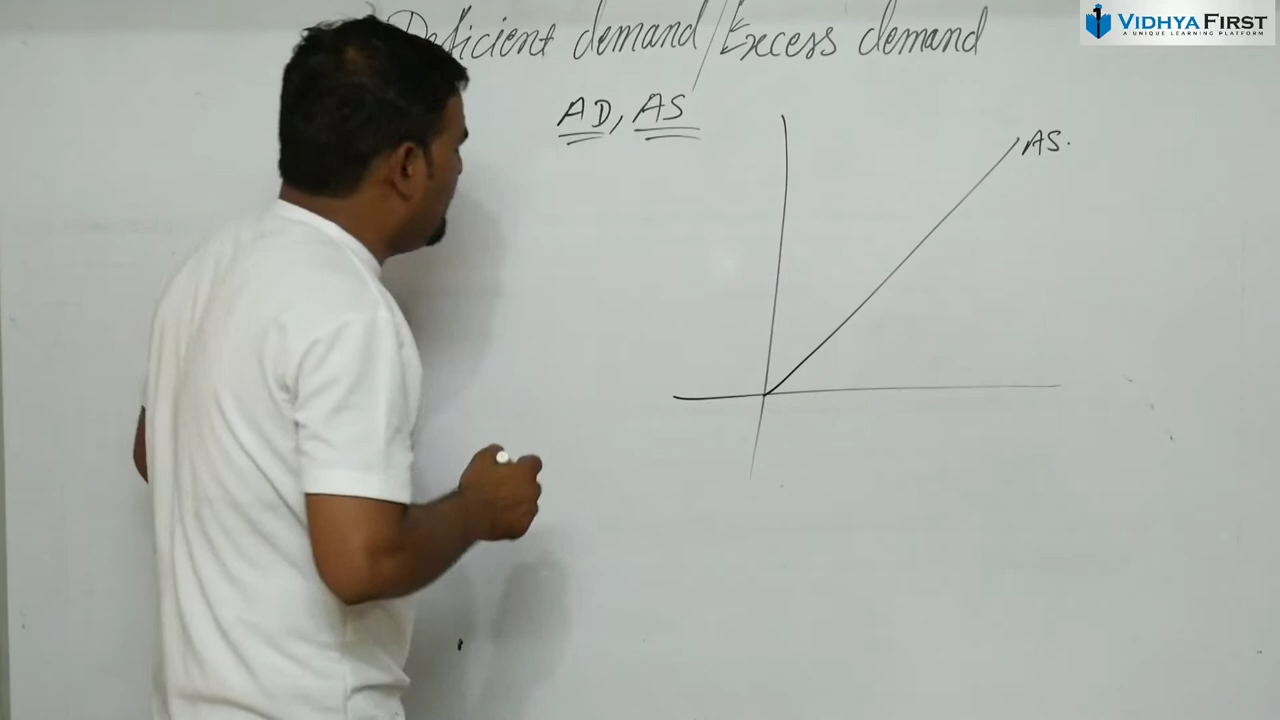 Deficient demand/Excess demand
AD, AS
AS.
VIDHYA FIRST
A UNIQUE LEARNING PLATFORM